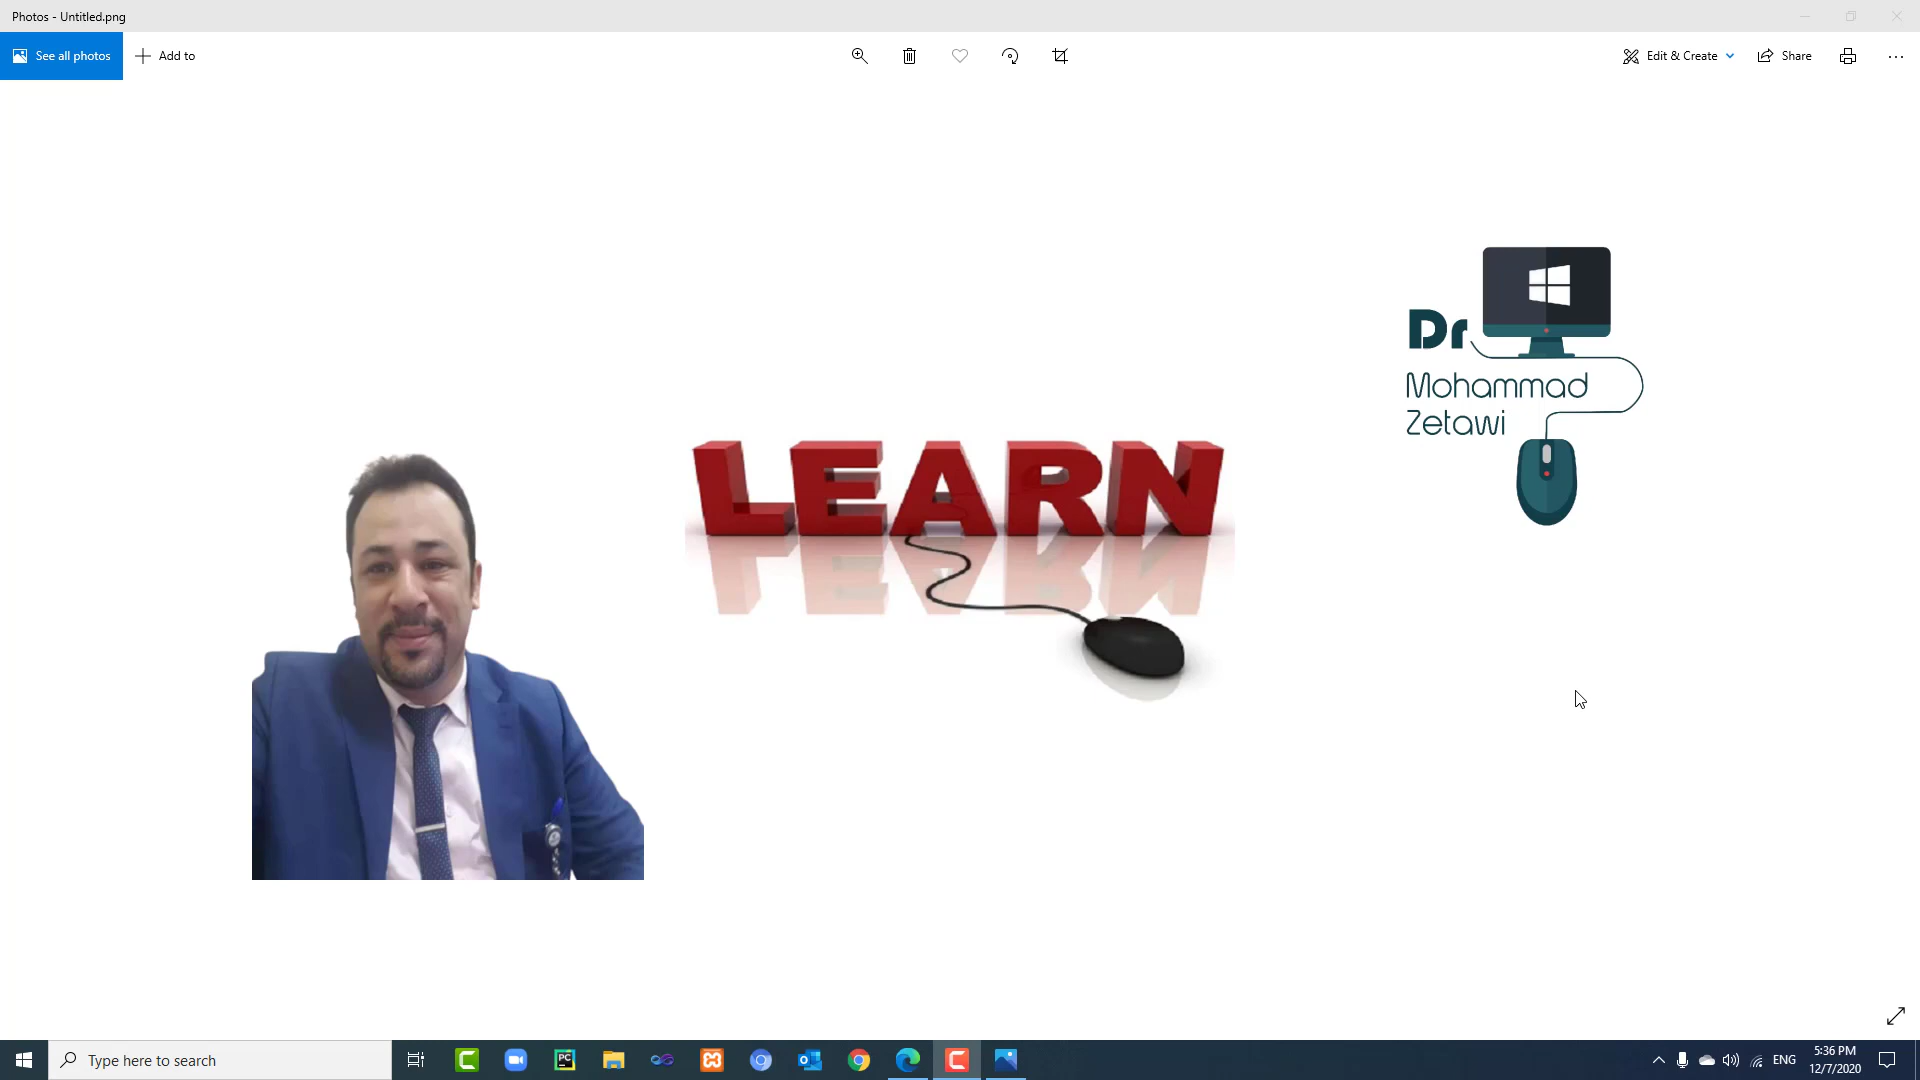 Photos - Untitled.png
See all photos
Add to
Edit & Create
Share
LEARN
Dr
Mohammad
Zetawi
Type here to search
PC
ENG
5:36 PM
12/7/2020